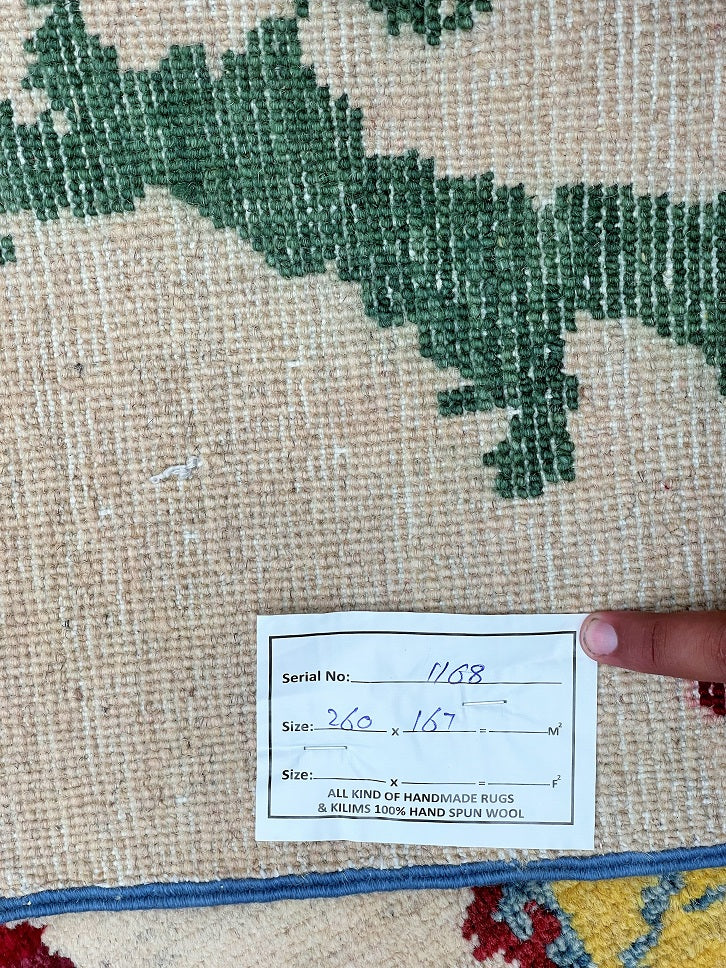 Serial No: 1168
Size: 260 x 167 = M²
Size: x = F²
ALL KIND OF HANDMADE RUGS
& KILIMS 100% HAND SPUN WOOL